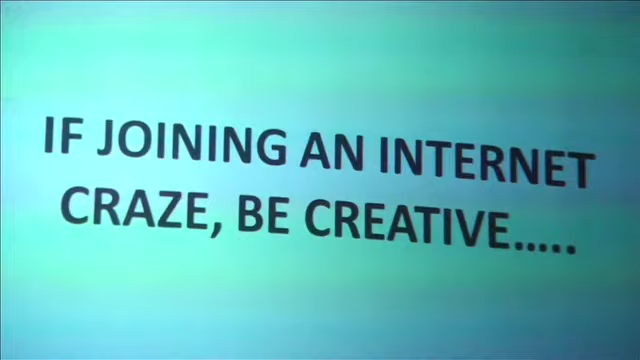 IF JOINING AN INTERNET
CRAZE, BE CREATIVE.....